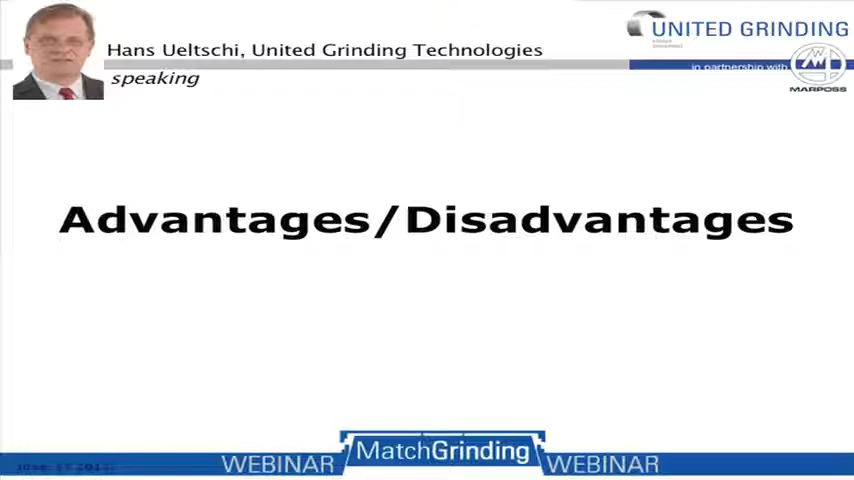 Hans Ueltschi, United Grinding Technologies
speaking
UNITED GRINDING
in partnership with
MARPOSS
Advantages/Disadvantages
WEBINAR MatchGrinding WEBINAR